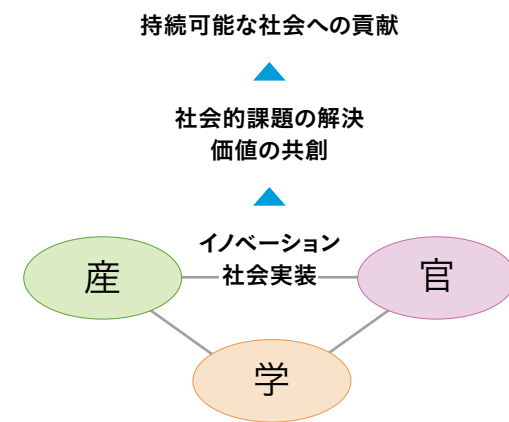 持続可能な社会への貢献
社会的課題の解決
価値の共創
イノベーション
社会実装
産
官
学